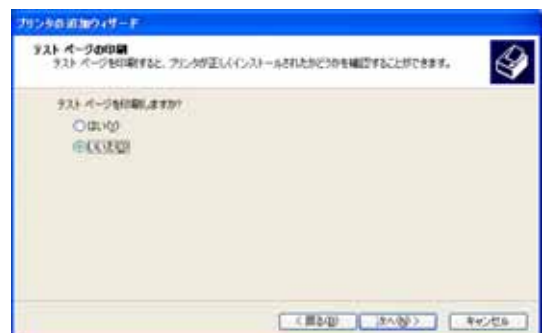 プリンタの追加ウィザード
テスト ページの印刷
テスト ページを印刷すると、プリンタが正しくインストールされたかどうかを確認することができます。
テスト ページを印刷しますか?
はい(Y)
いいえ(O)
< 戻る(B)
次へ(N) >
キャンセル